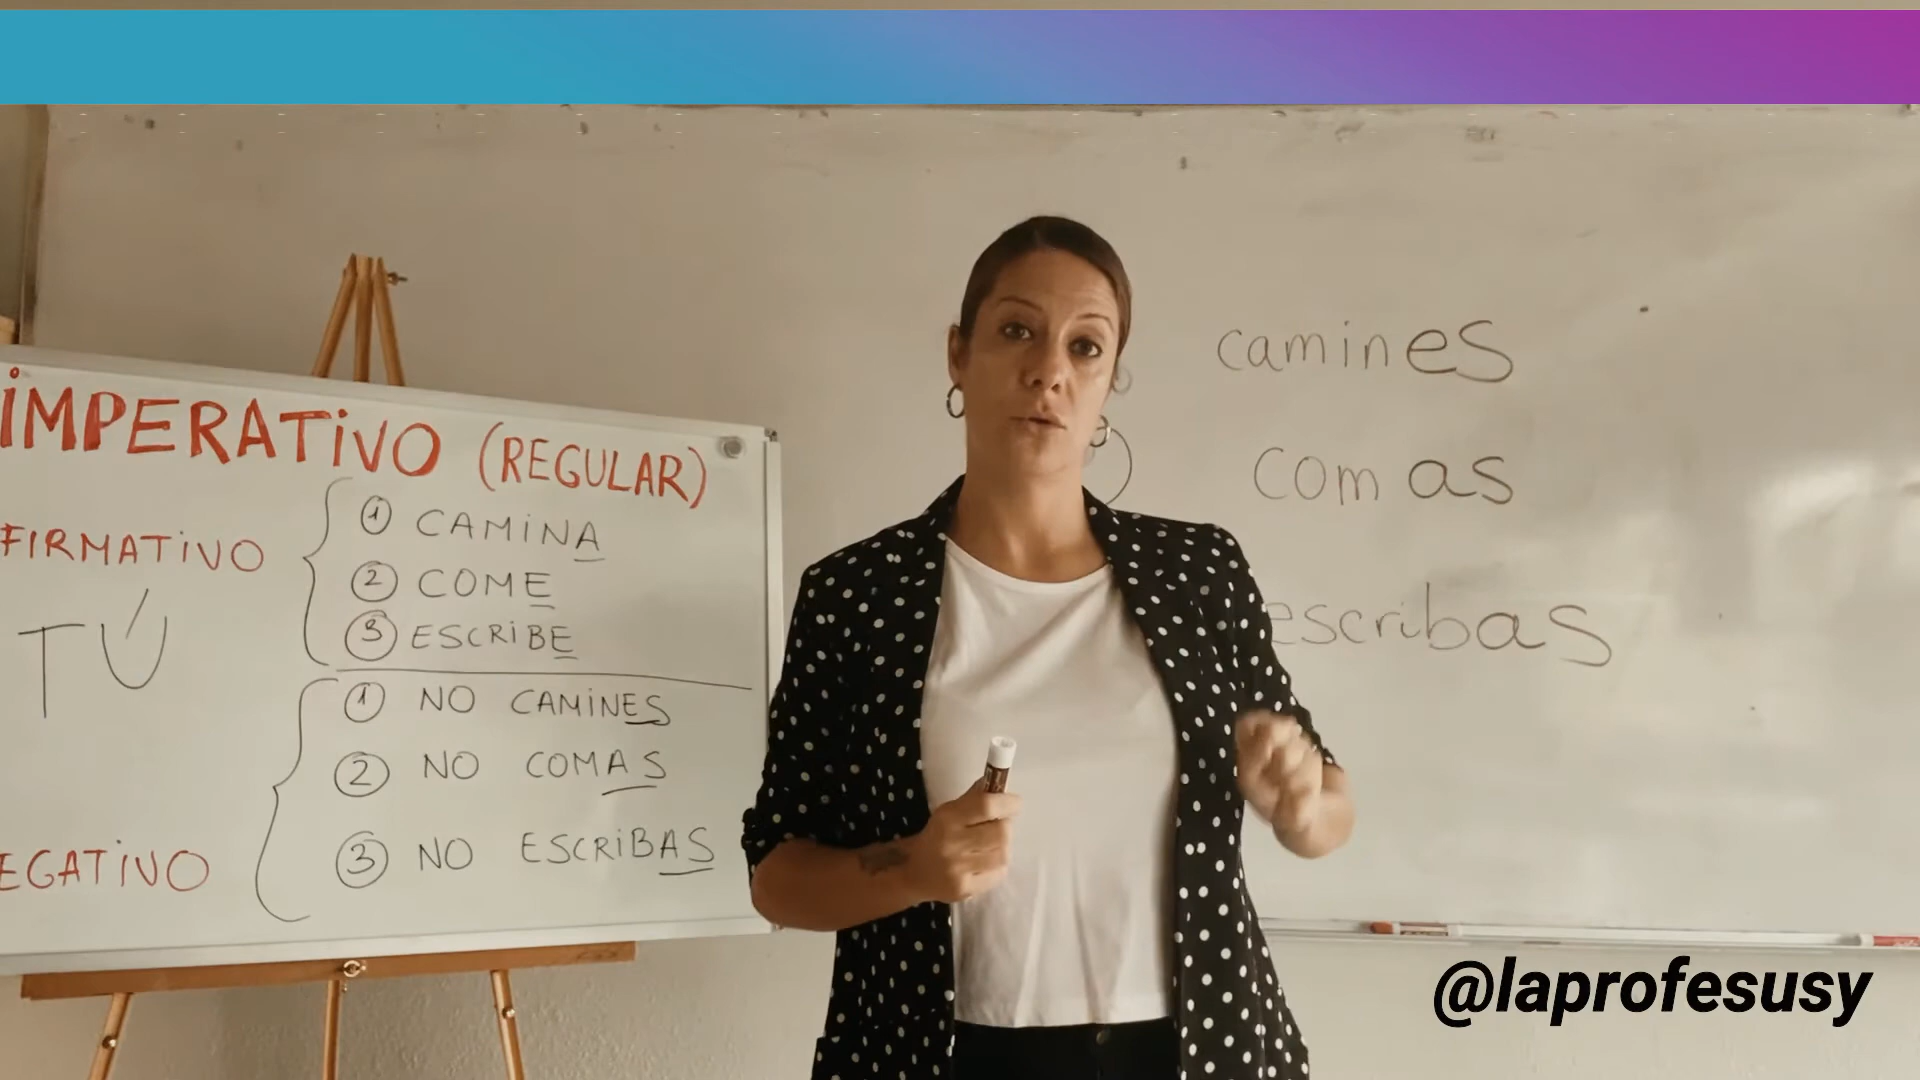 IMPERATIVO (REGULAR)
FIRMATIVO
TÚ
1 CAMINA
2 COME
3 ESCRIBE
1 NO CAMINES
2 NO COMAS
3 NO ESCRIBAS
EGATIVO
camines
comas
escribas
@laprofesusy